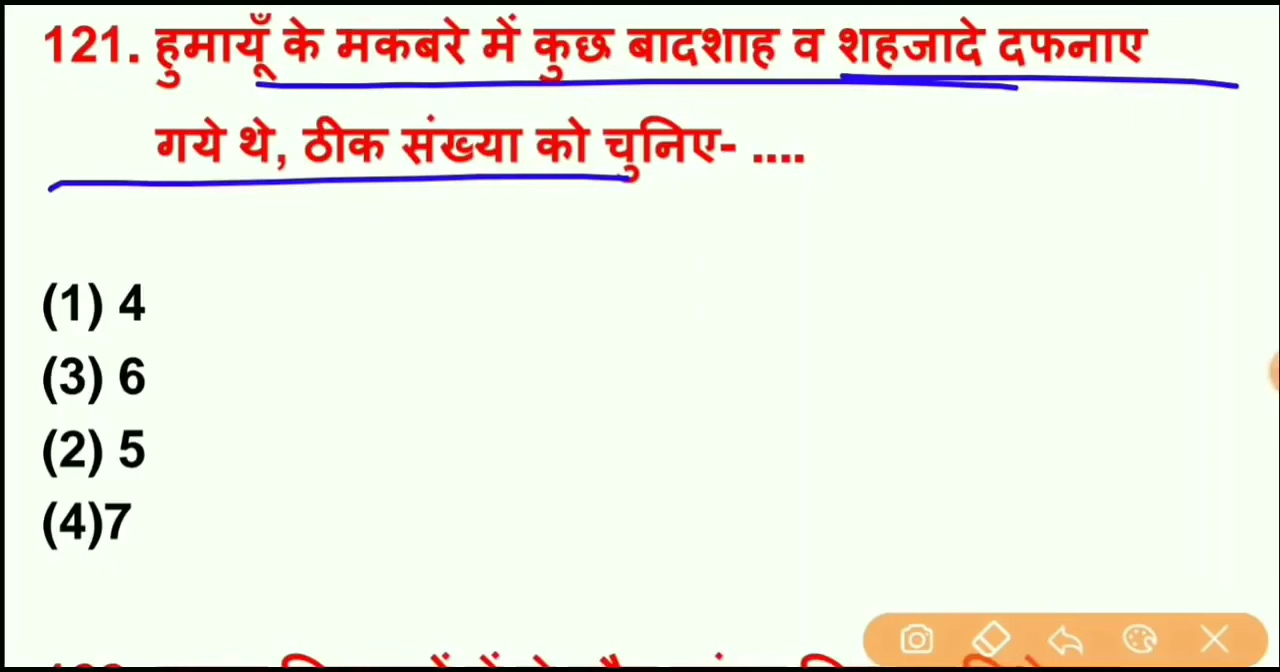 121. हुमायूँ के मकबरे में कुछ बादशाह व शहजादे दफनाए
गये थे, ठीक संख्या को चुनिए- ....
(1) 4
(3) 6
(2) 5
(4)7